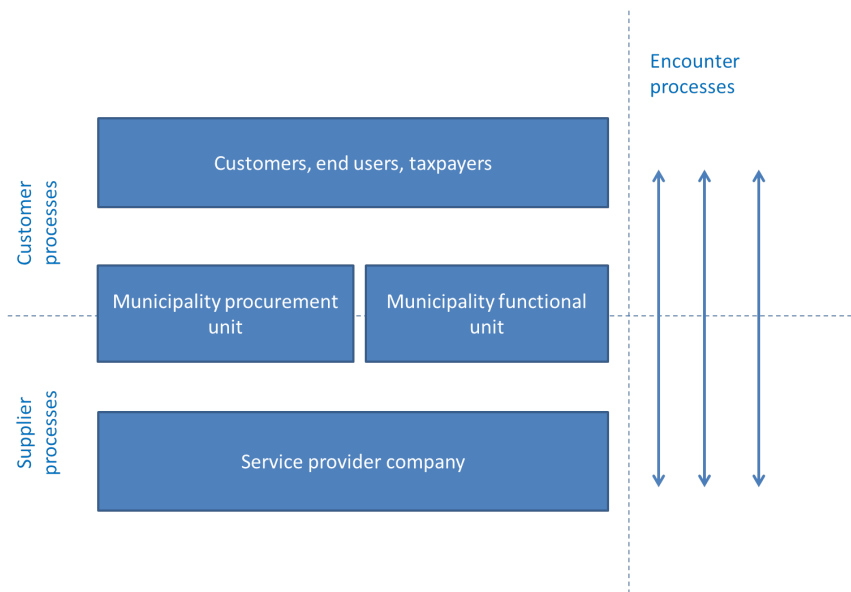 Encounter
processes
Customers, end users, taxpayers
Customer
processes
Municipality procurement
unit
Municipality functional
unit
Supplier
processes
Service provider company